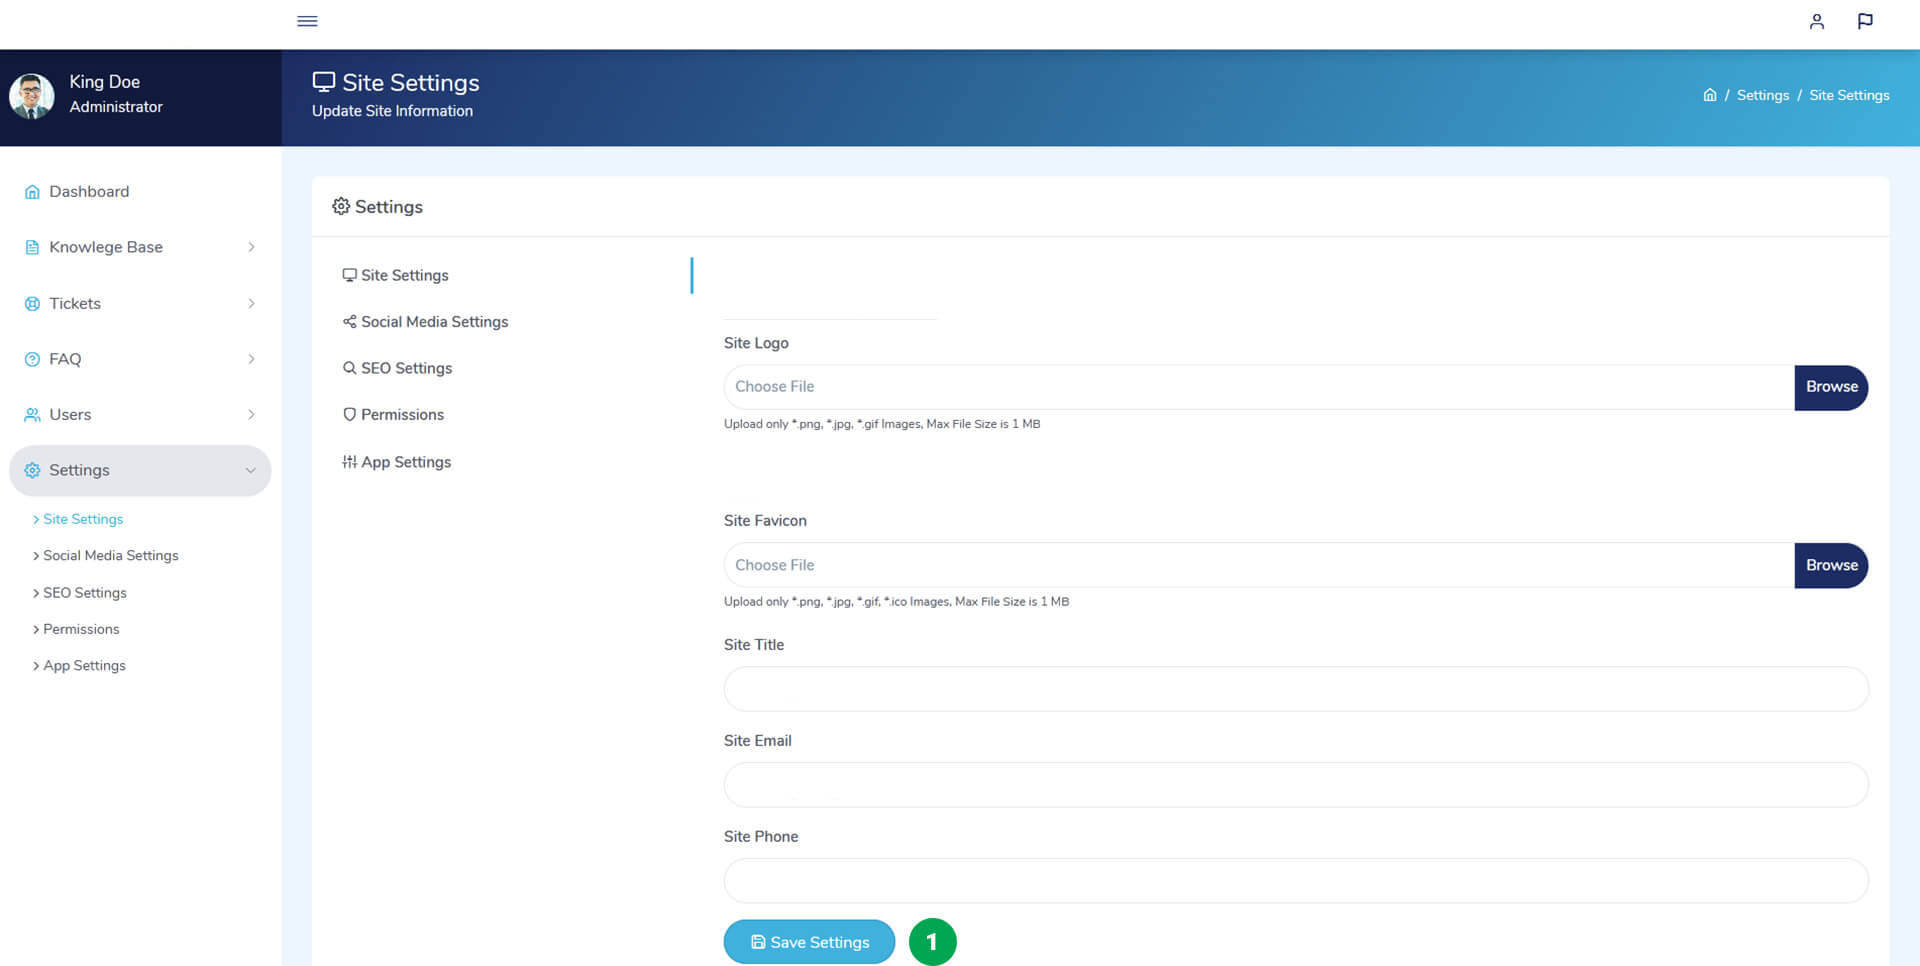 King Doe
Administrator
Site Settings
Update Site Information
/ Settings / Site Settings
Dashboard
Knowlege Base
Tickets
FAQ
Users
Settings
Site Settings
Social Media Settings
SEO Settings
Permissions
App Settings
Settings
Site Settings
Social Media Settings
SEO Settings
Permissions
App Settings
Site Logo
Choose File
Browse
Upload only *.png, *.jpg, *.gif Images, Max File Size is 1 MB
Site Favicon
Choose File
Browse
Upload only *.png, *.jpg, *.gif, *.ico Images, Max File Size is 1 MB
Site Title
Site Email
Site Phone
Save Settings
1